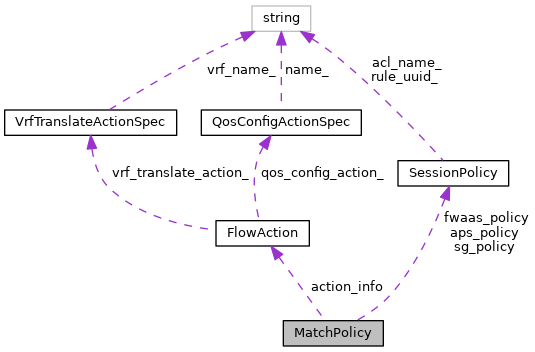 string
acl_name_
rule_uuid_
vrf_name_
name_
VrfTranslateActionSpec
QosConfigActionSpec
vrf_translate_action_
qos_config_action_
SessionPolicy
fwaas_policy
aps_policy
sg_policy
FlowAction
action_info
MatchPolicy